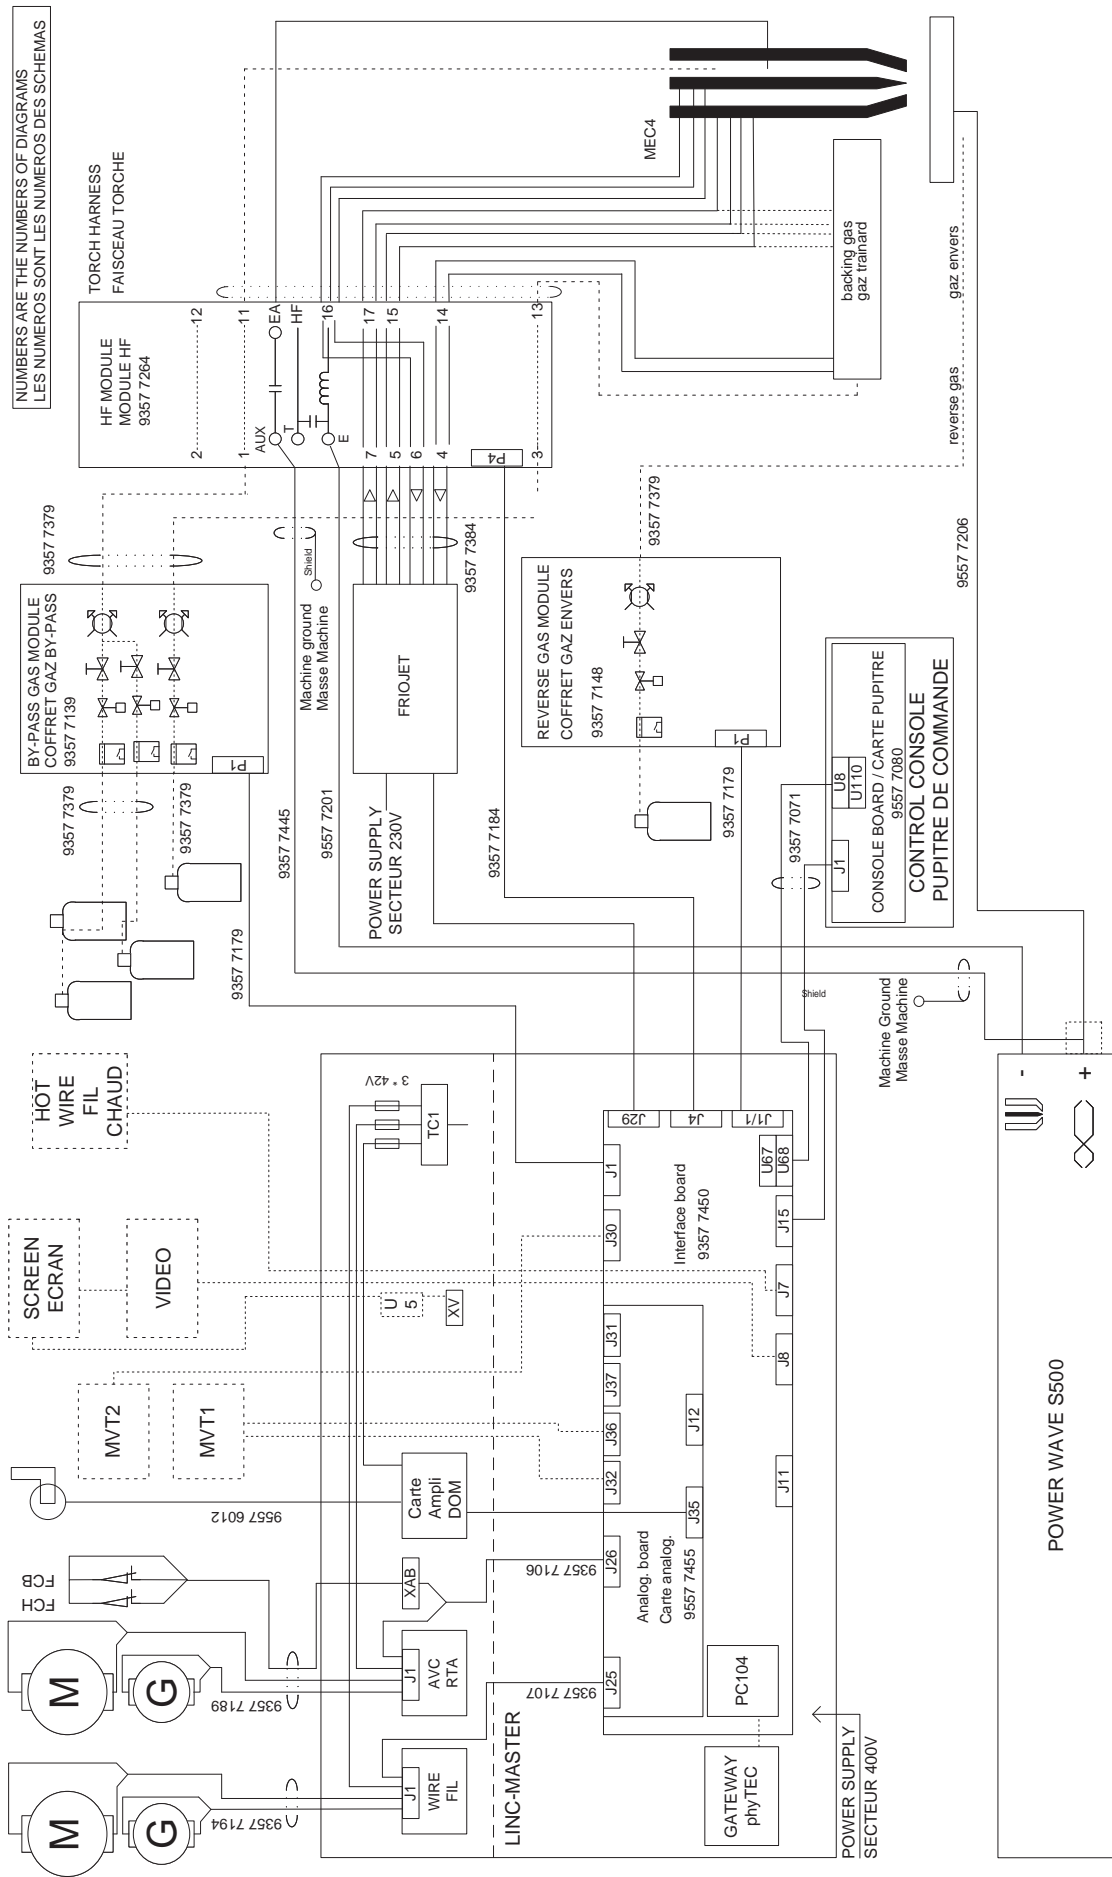 NUMBERS ARE THE NUMBERS OF DIAGRAMS
LES NUMEROS SONT LES NUMEROS DES SCHEMAS
TORCH HARNESS
FAISCEAU TORCHE
HF MODULE
MODULE HF
9357 7264
2
12
1
11
AUX
EA
T
HF
E
16
7
17
5
15
6
4
14
P4
3
13
MEC4
backing gas
gaz trainard
reverse gas
gaz envers
9557 7206
9357 7379
BY-PASS GAS MODULE
COFFRET GAZ BY-PASS
9357 7139
P1
9357 7379
9357 7379
9357 7179
Shield
Machine ground
Masse Machine
9357 7445
9557 7201
FRIOJET
9357 7384
POWER SUPPLY
SECTEUR 230V
9357 7184
REVERSE GAS MODULE
COFFRET GAZ ENVERS
9357 7148
P1
9357 7379
9357 7179
9357 7071
J1
U8
U110
CONSOLE BOARD / CARTE PUPITRE
9557 7080
CONTROL CONSOLE
PUPITRE DE COMMANDE
Shield
Machine Ground
Masse Machine
HOT
WIRE
FIL
CHAUD
SCREEN
ECRAN
VIDEO
MVT2
MVT1
U
5
XV
3 * 42V
TC1
9557 6012
Carte
Ampli
DOM
FCB
FCH
M
G
9357 7189
XAB
J1
AVC
RTA
9357 7106
M
G
9357 7194
J1
WIRE
FIL
9357 7107
LINC-MASTER
J25
J26
J32
J36
J37
J31
J30
J1
J29
J4
J1/1
Analog. board
Carte analog.
9557 7455
J35
J12
Interface board
9357 7450
U67
U68
J15
J7
J8
J11
PC104
GATEWAY
phyTEC
POWER SUPPLY
SECTEUR 400V
POWER WAVE S500
-
+